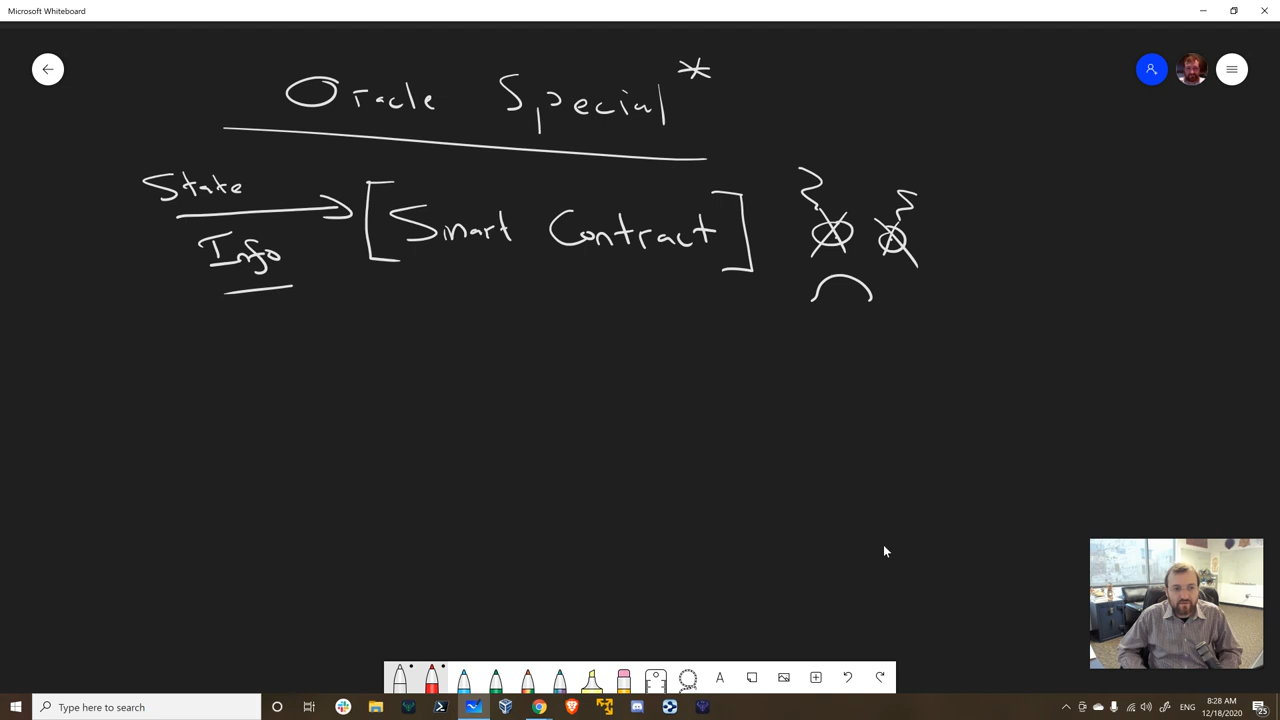 Microsoft Whiteboard
Oracle Special*
State
Info
[Smart Contract]
A
Type here to search
ENG
8:28 AM
12/18/2020
25